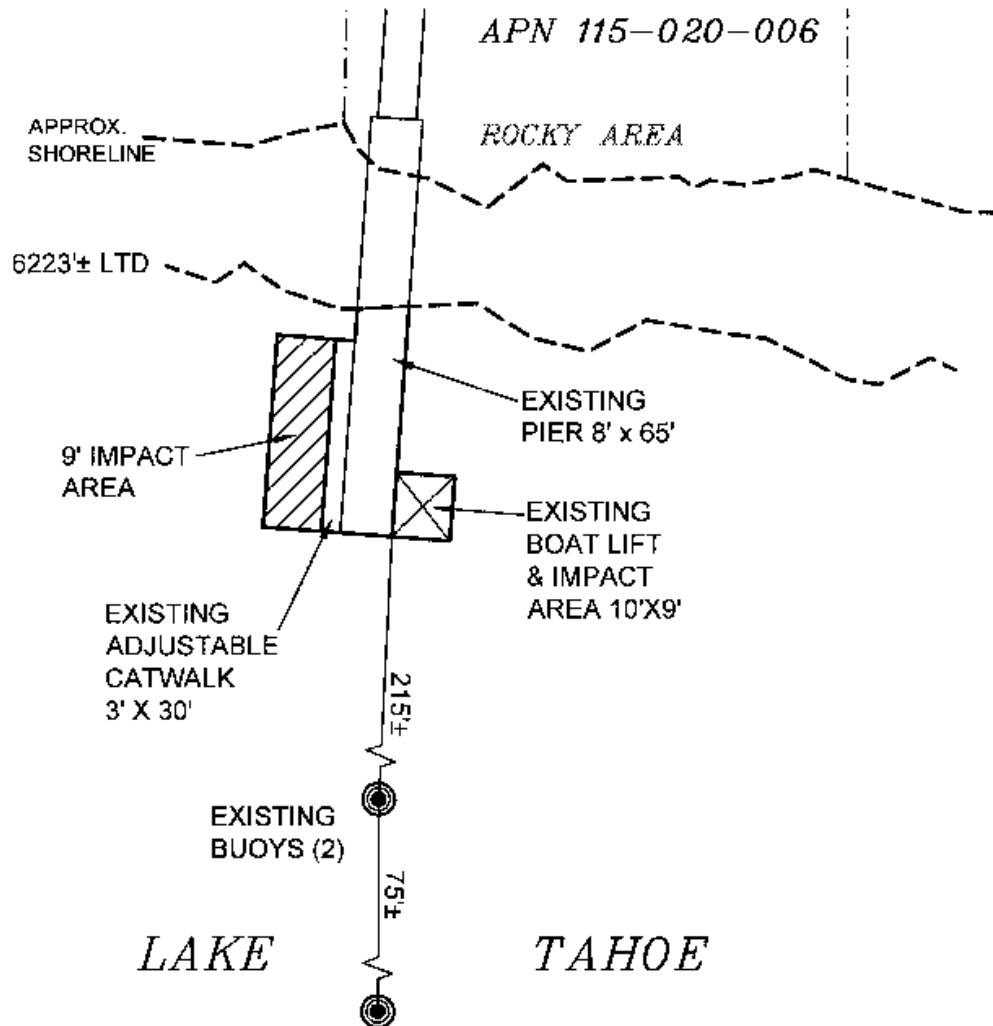 APN 115-020-006
APPROX.
SHORELINE
ROCKY AREA
6223'± LTD
EXISTING
PIER 8' x 65'
9' IMPACT
AREA
EXISTING
BOAT LIFT
& IMPACT
AREA 10'X9'
EXISTING
ADJUSTABLE
CATWALK
3' X 30'
215'±
EXISTING
BUOYS (2)
75'±
LAKE TAHOE